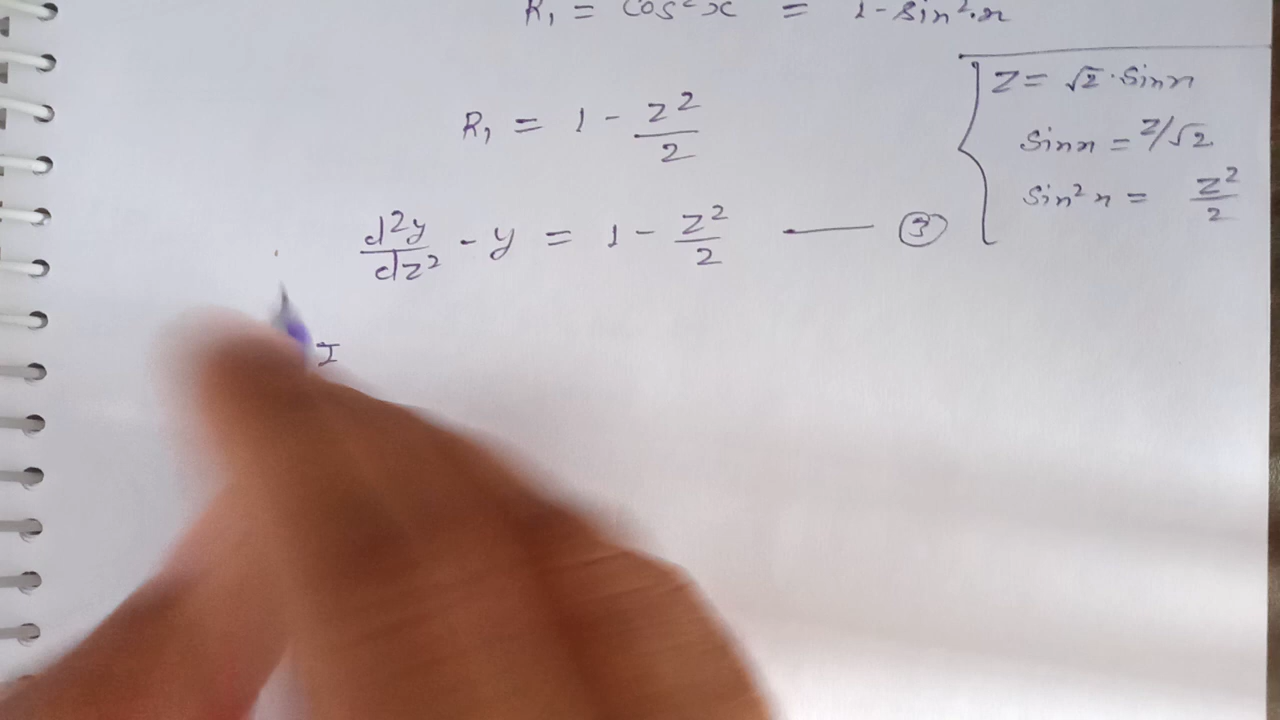 R₁ = Cos²x = 1 - Sin²x
R₁ = 1 - z²/2
d²y/dz² - y = 1 - z²/2 —— ③
I
Z = √2 · Sinx
Sinx = z/√2
Sin²x = z²/2